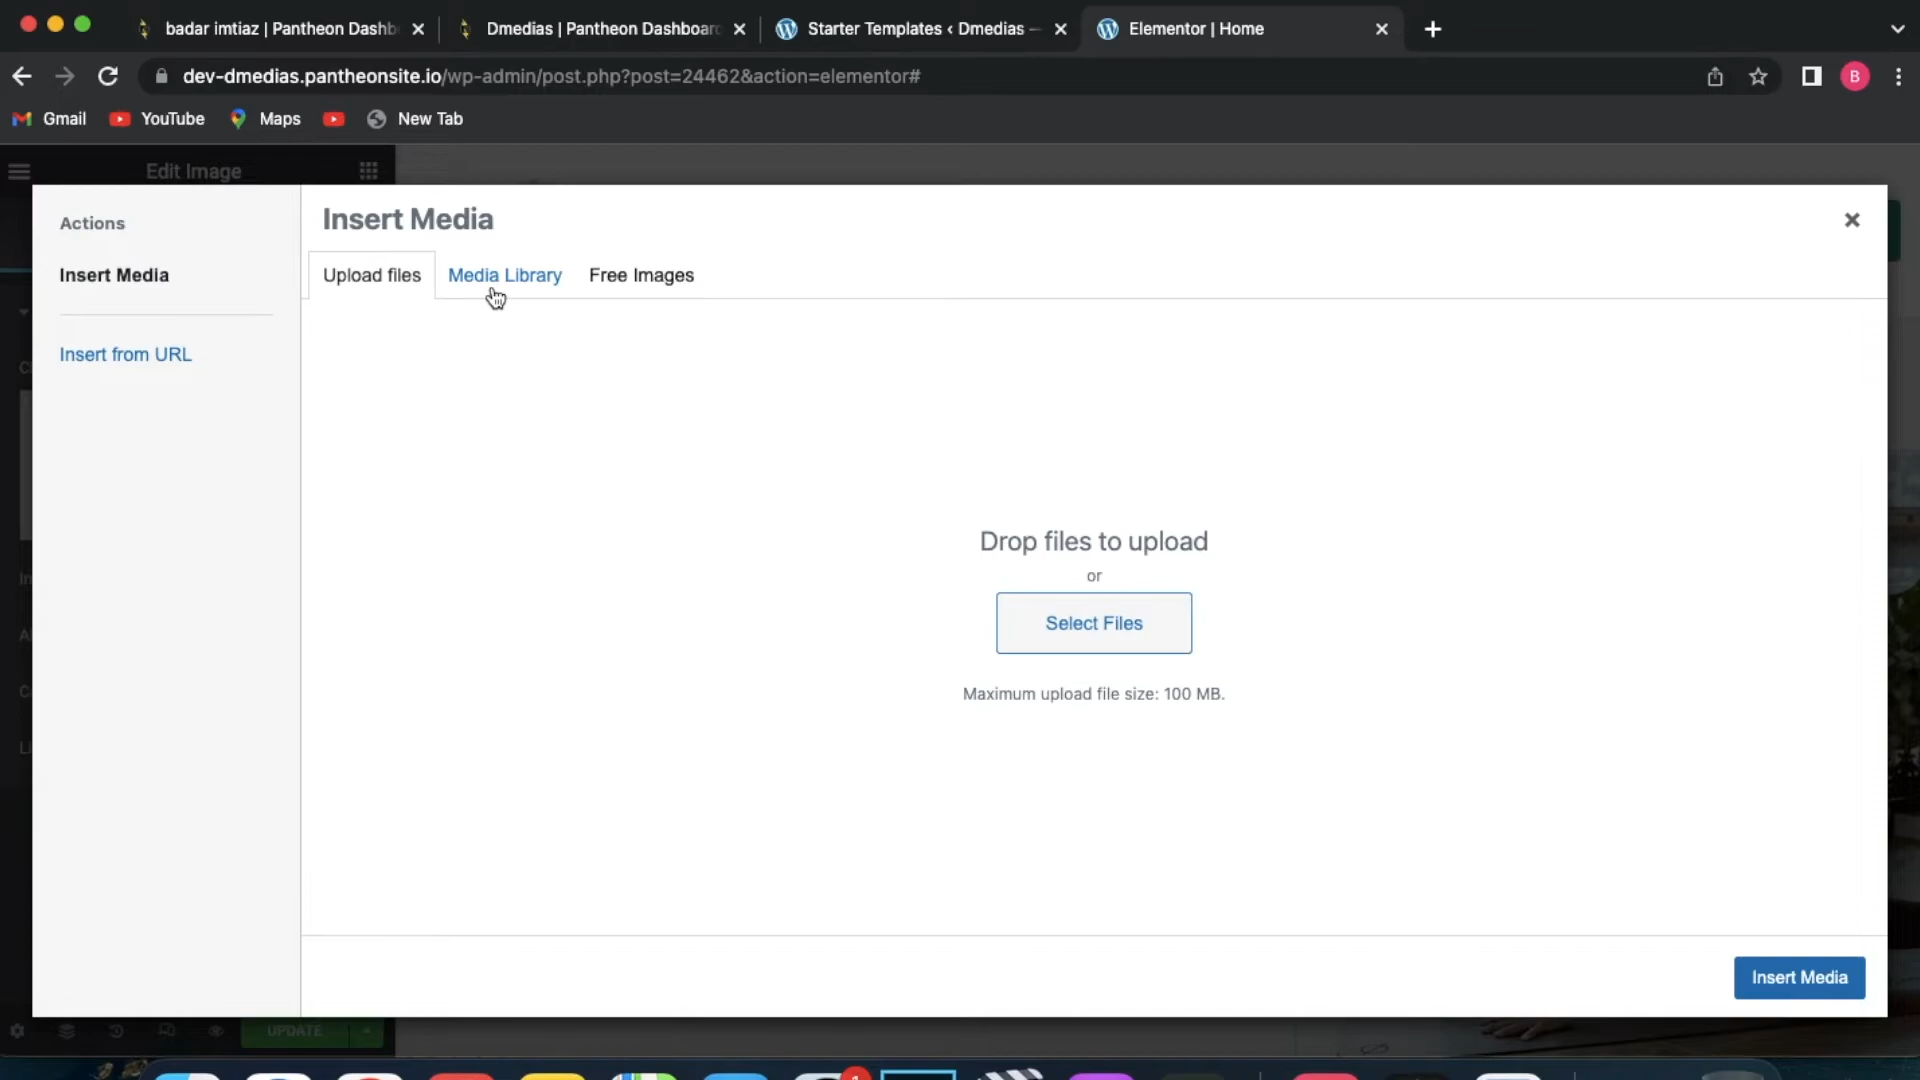 badar imtiaz | Pantheon Dashb
Dmedias | Pantheon Dashboar
Starter Templates ‹ Dmedias —
Elementor | Home
dev-dmedias.pantheonsite.io/wp-admin/post.php?post=24462&action=elementor#
B
Gmail
YouTube
Maps
New Tab
Edit Image
Actions
Insert Media
Insert from URL
Insert Media
Upload files
Media Library
Free Images
Drop files to upload
or
Select Files
Maximum upload file size: 100 MB.
Insert Media
UPDATE